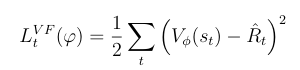 $L_t^{VF}(\varphi) = \frac{1}{2} \sum_t \left( V_\phi(s_t) - \hat{R}_t \right)^2$